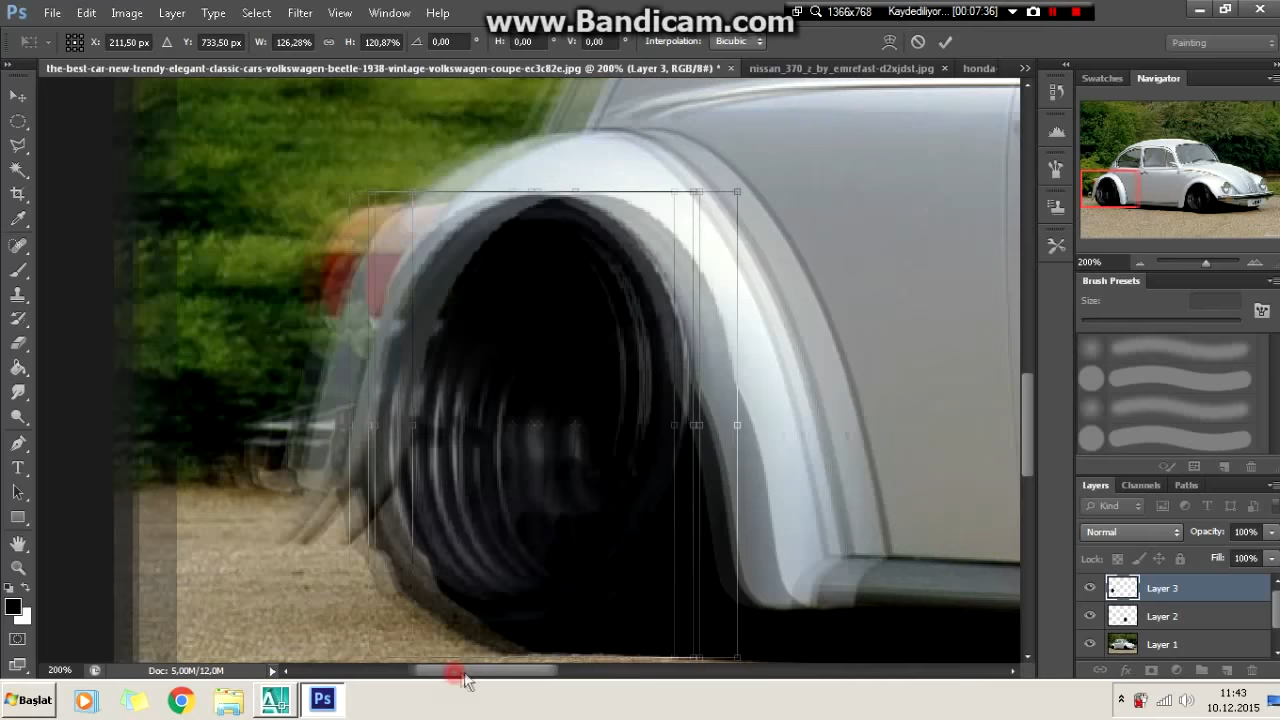 www.Bandicam.com
1366x768 Kaydediliyor... [00:07.36]
Ps File Edit Image Layer Type Select Filter View Window Help
X: 211,50 px Y: 733,50 px W: 126,28% H: 120,87% 0,00 ° H: 0,00 ° V: 0,00 ° Interpolation: Bicubic Painting
the-best-car-new-trendy-elegant-classic-cars-volkswagen-beetle-1938-vintage-volkswagen-coupe-ec3c82e.jpg @ 200% (Layer 3, RGB/8#) * × nissan_370_z_by_emrefast-d2xjdst.jpg × honda
Swatches Navigator
200%
Brush Presets
Size:
Layers Channels Paths
Kind
Normal Opacity: 100%
Lock: Fill: 100%
Layer 3
Layer 2
Layer 1
200% Doc: 5,00M/12,0M
Başlat Ps
11:43
10.12.2015